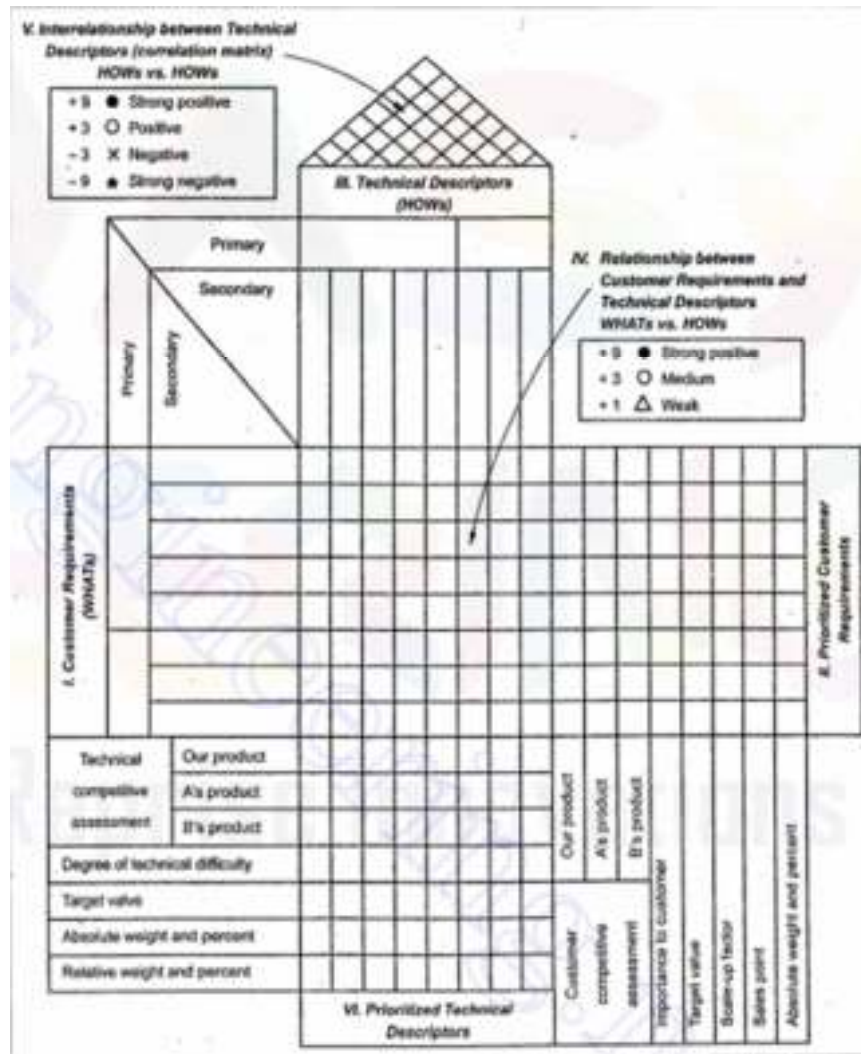 V. Interrelationship between Technical
Descriptors (correlation matrix)
HOWs vs. HOWs
+ 9 ● Strong positive
+ 3 ○ Positive
– 3 × Negative
– 9 ★ Strong negative
III. Technical Descriptors
(HOWs)
Primary
Secondary
Primary
Secondary
IV. Relationship between
Customer Requirements and
Technical Descriptors
WHATs vs. HOWs
+ 9 ● Strong positive
+ 3 ○ Medium
+ 1 △ Weak
I. Customer Requirements
(WHATs)
II. Prioritized Customer
Requirements
Technical
competitive
assessment
Our product
A's product
B's product
Degree of technical difficulty
Target valve
Absolute weight and percent
Relative weight and percent
VI. Prioritized Technical
Descriptors
Our product
A's product
B's product
Customer
competitive
assessment
Importance to customer
Target value
Scale-up factor
Sales point
Absolute weight and percent